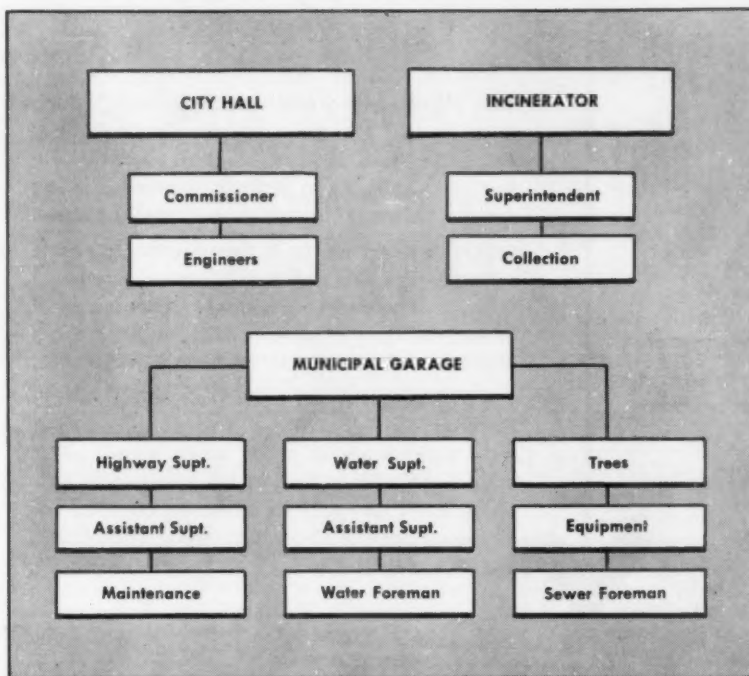 CITY HALL
INCINERATOR
Commissioner
Superintendent
Engineers
Collection
MUNICIPAL GARAGE
Highway Supt.
Water Supt.
Trees
Assistant Supt.
Assistant Supt.
Equipment
Maintenance
Water Foreman
Sewer Foreman